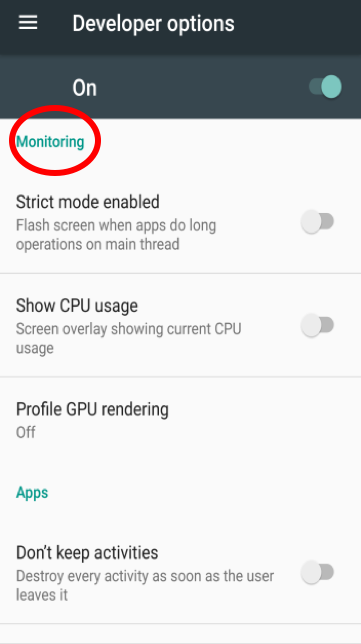 Developer options
On
Monitoring
Strict mode enabled
Flash screen when apps do long
operations on main thread
Show CPU usage
Screen overlay showing current CPU
usage
Profile GPU rendering
Off
Apps
Don't keep activities
Destroy every activity as soon as the user
leaves it